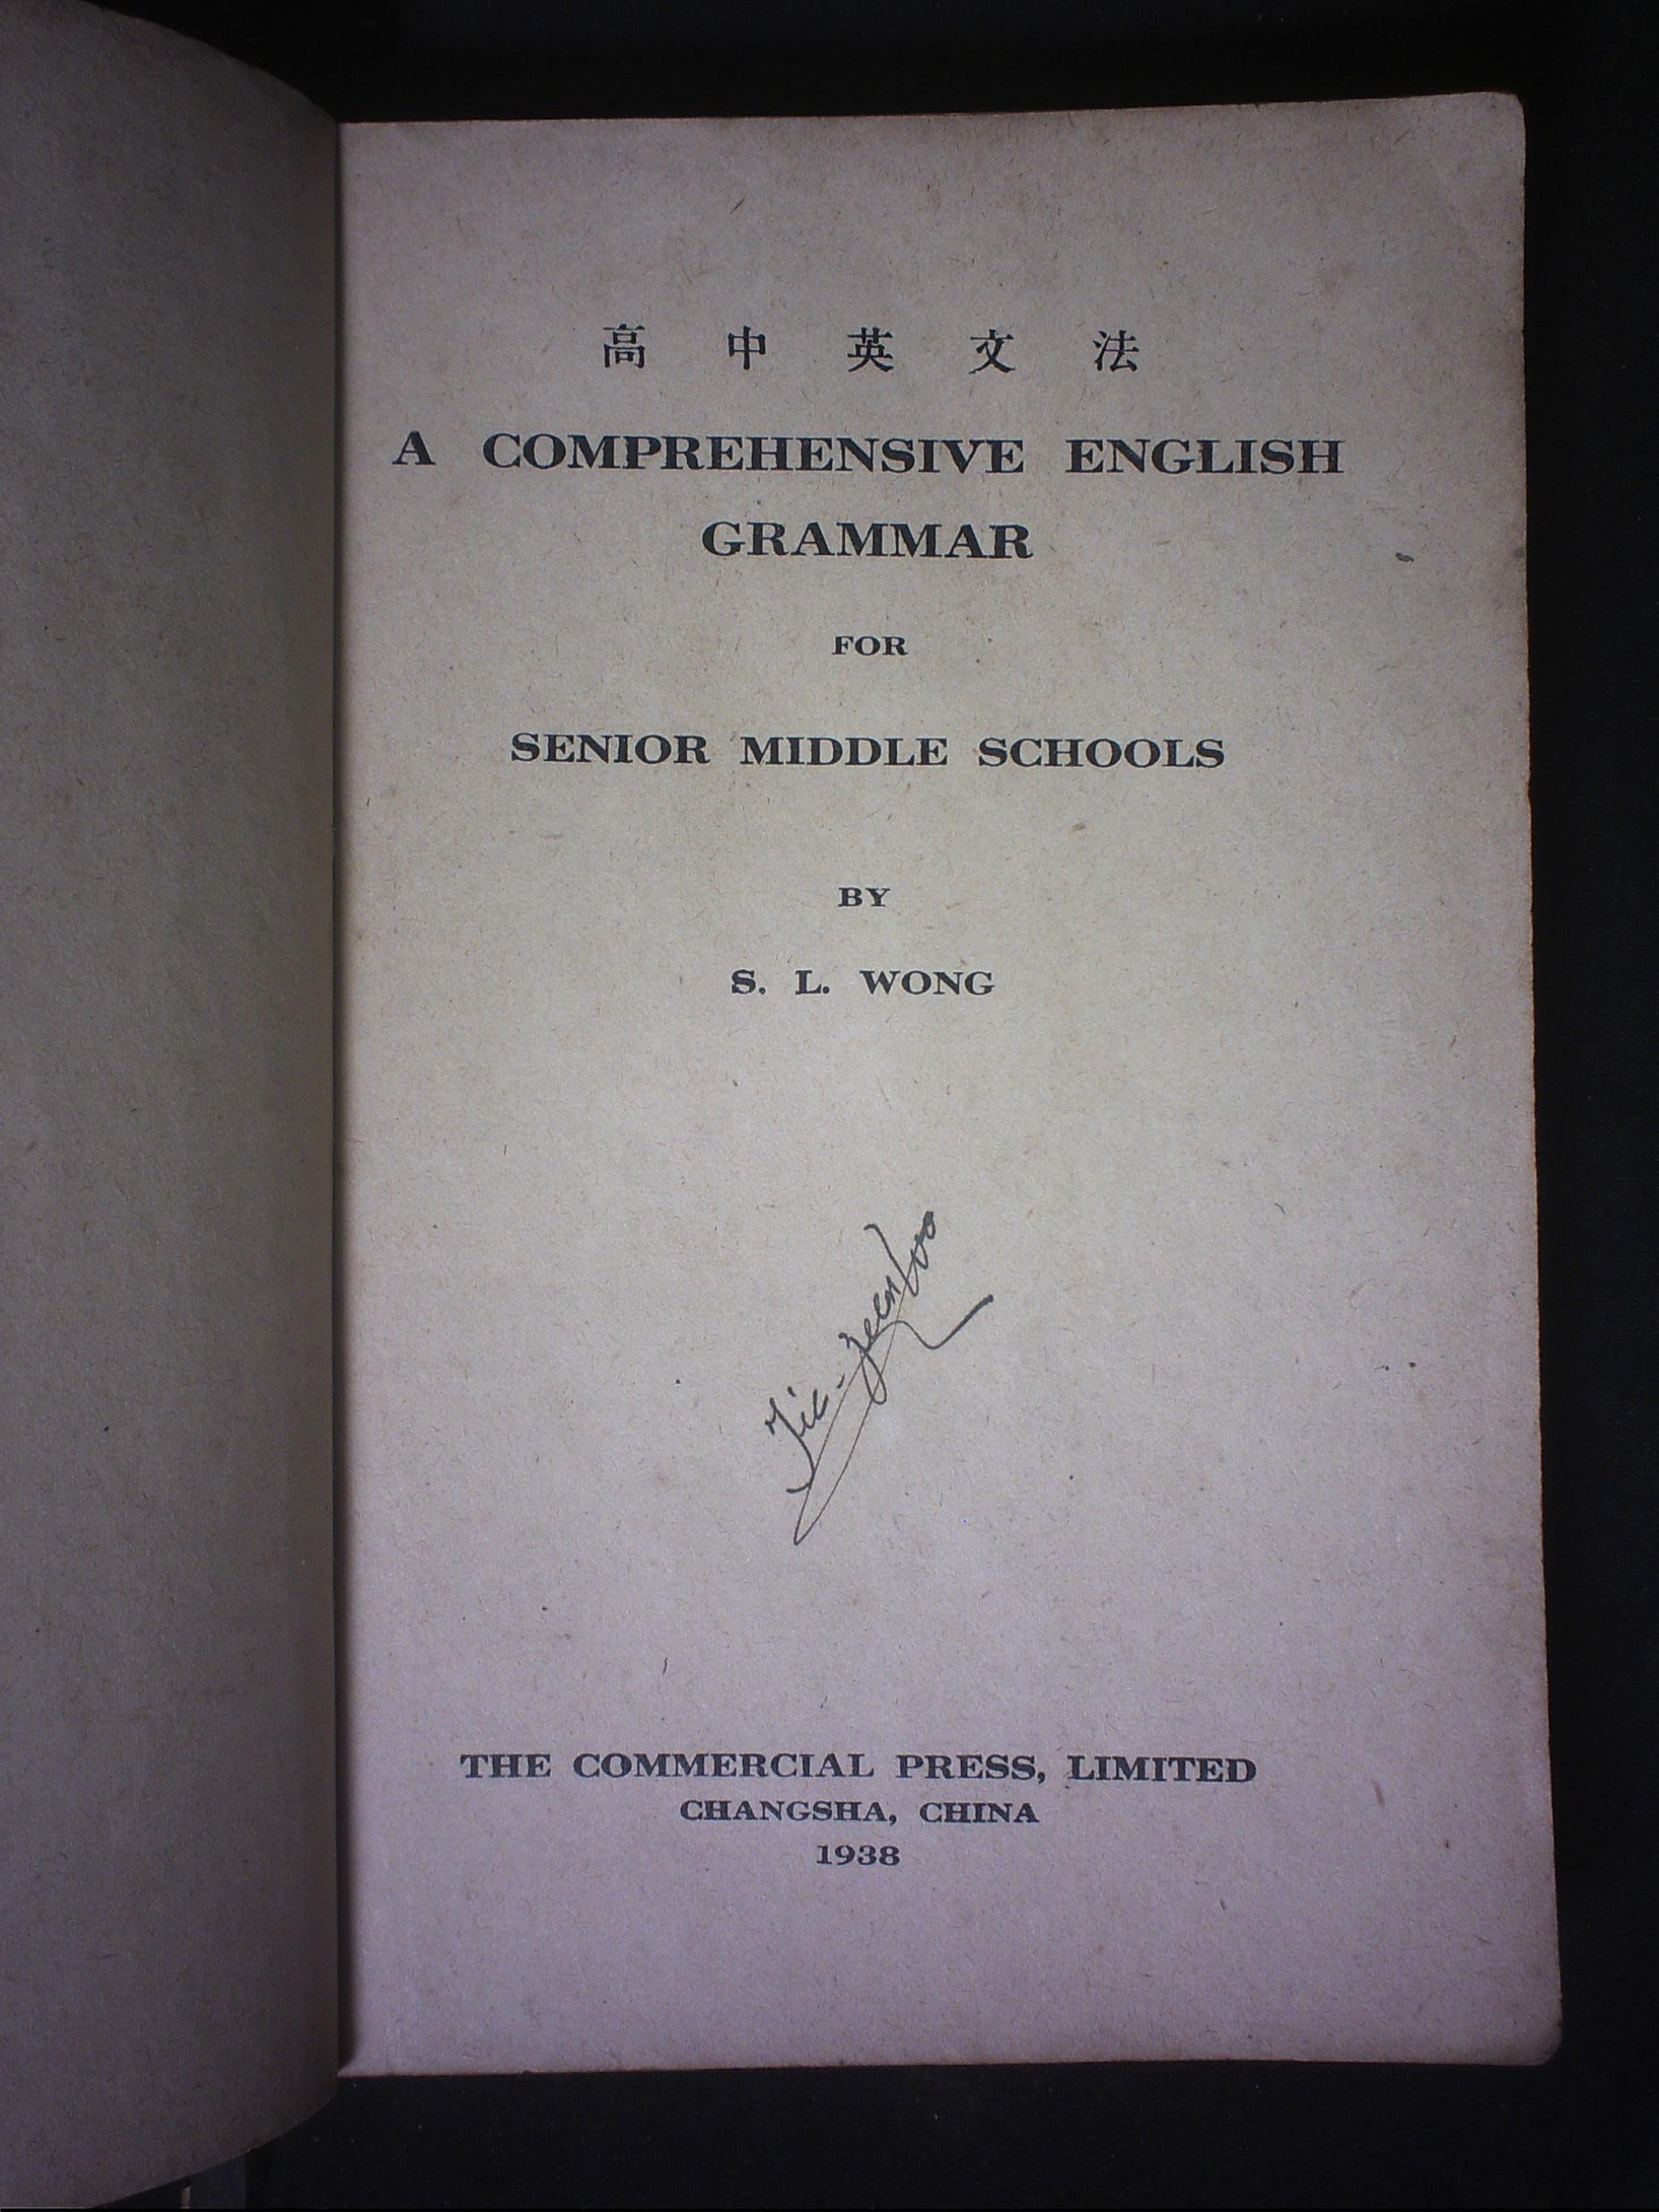 高中英文法
A COMPREHENSIVE ENGLISH
GRAMMAR
FOR
SENIOR MIDDLE SCHOOLS
BY
S. L. WONG
THE COMMERCIAL PRESS, LIMITED
CHANGSHA, CHINA
1938